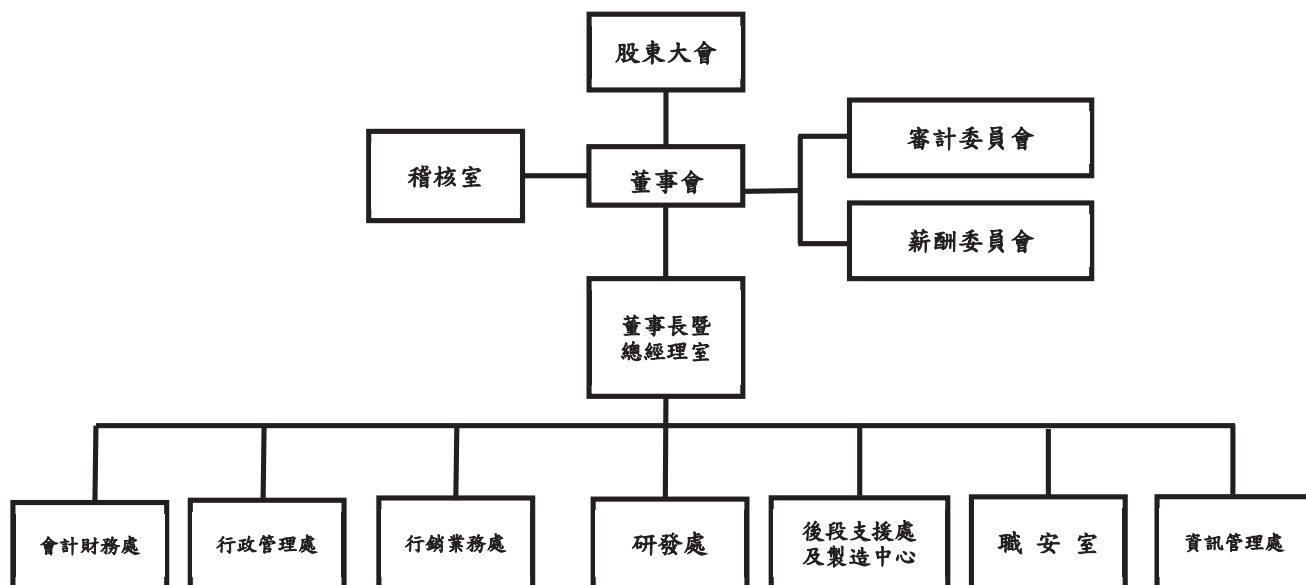 股東大會
審計委員會
稽核室
董事會
薪酬委員會
董事長暨
總經理室
會計財務處
行政管理處
行銷業務處
研發處
後段支援處
及製造中心
職 安 室
資訊管理處